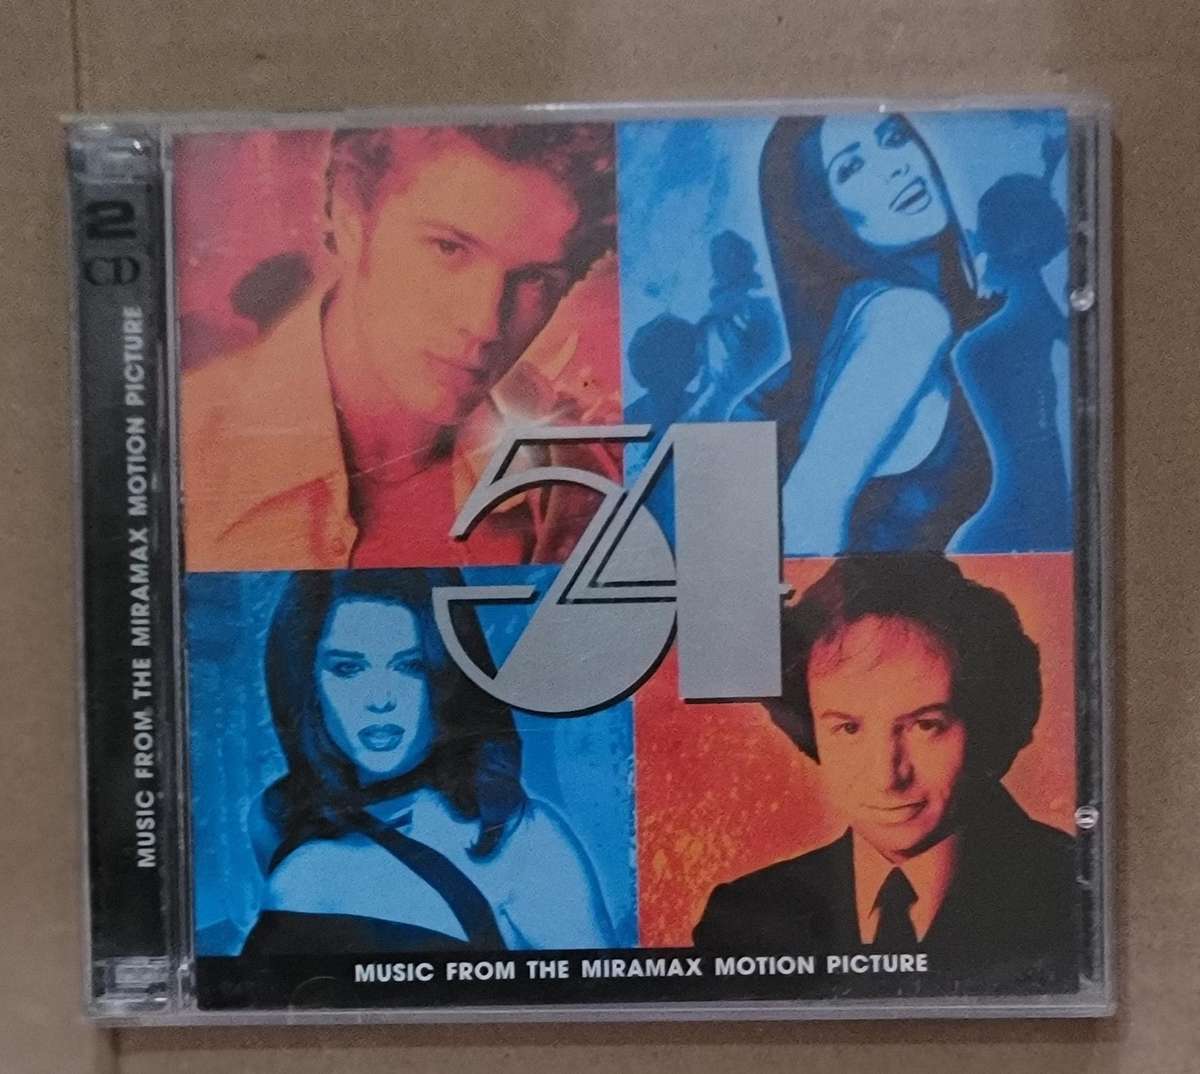 2
CD
MUSIC FROM THE MIRAMAX MOTION PICTURE
54
MUSIC FROM THE MIRAMAX MOTION PICTURE